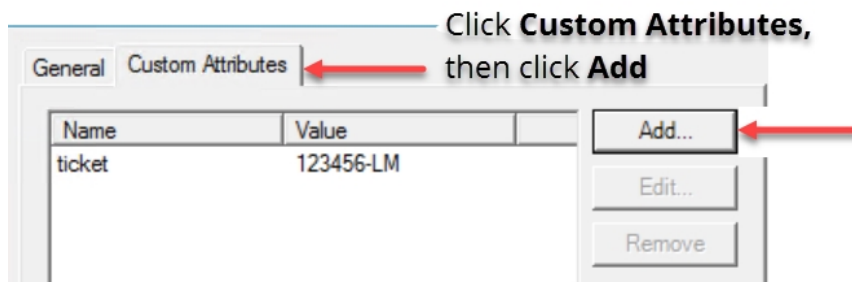 Click Custom Attributes,
then click Add
General Custom Attributes
Name Value Add...
ticket 123456-LM
Edit...
Remove